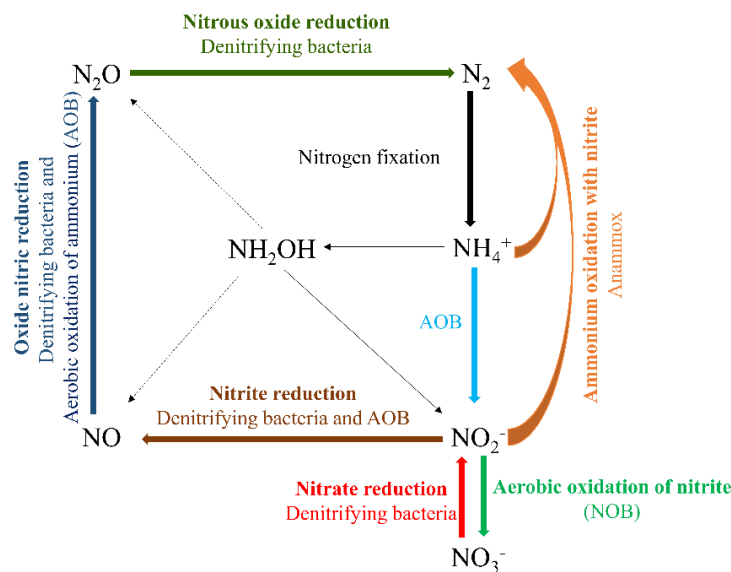 Nitrous oxide reduction
Denitrifying bacteria
N₂O
N₂
Oxide nitric reduction
Denitrifying bacteria and
Aerobic oxidation of ammonium (AOB)
Nitrogen fixation
Ammonium oxidation with nitrite
Anammox
NH₂OH
NH₄⁺
AOB
Nitrite reduction
Denitrifying bacteria and AOB
NO
NO₂⁻
Nitrate reduction
Denitrifying bacteria
Aerobic oxidation of nitrite
(NOB)
NO₃⁻